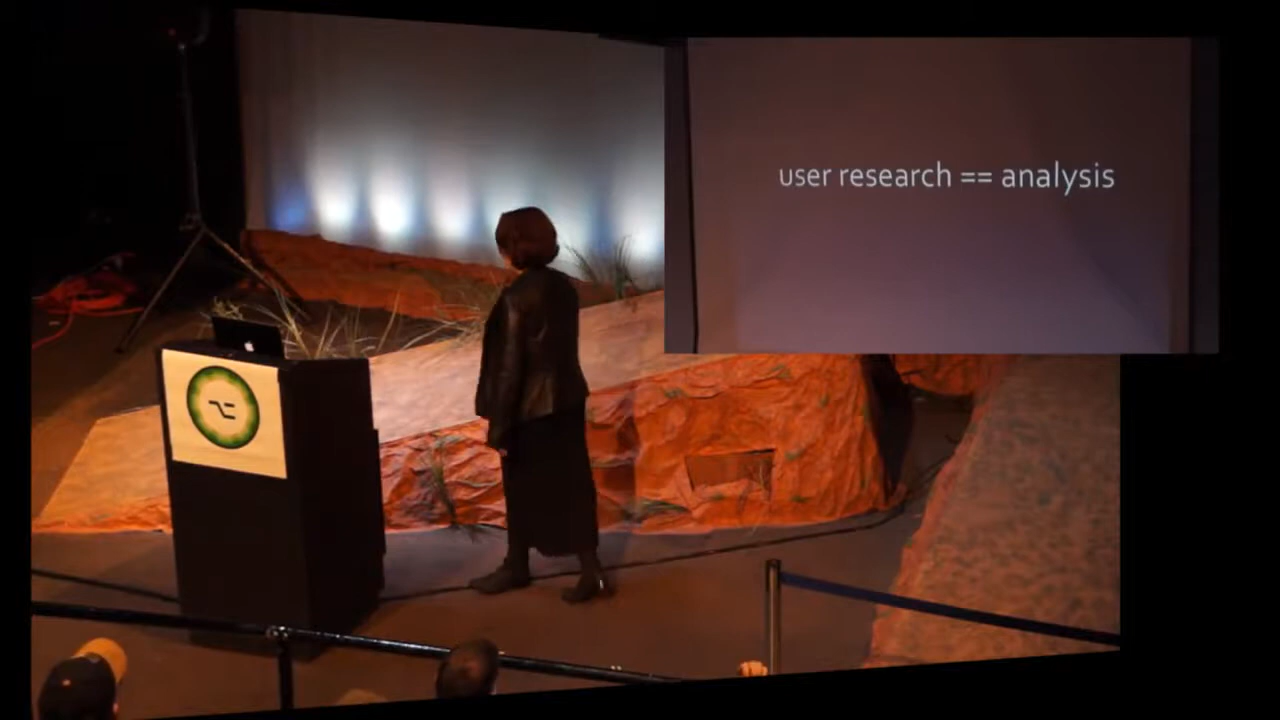 user research == analysis